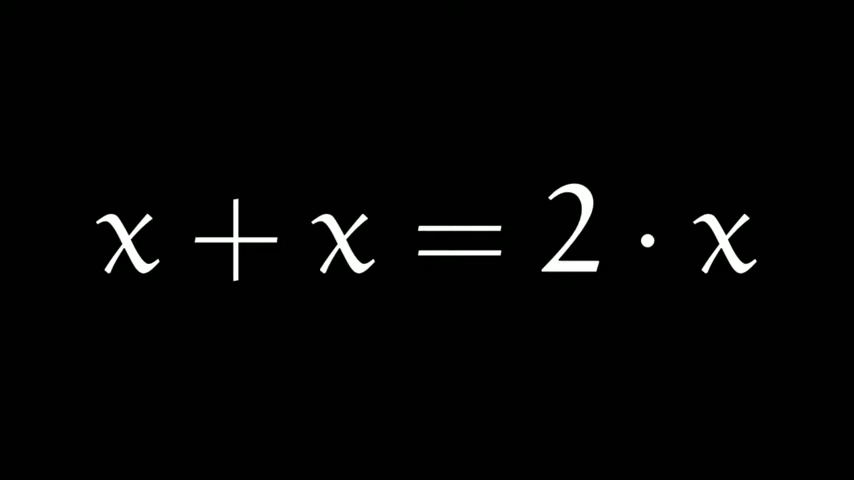 x + x = 2 · x